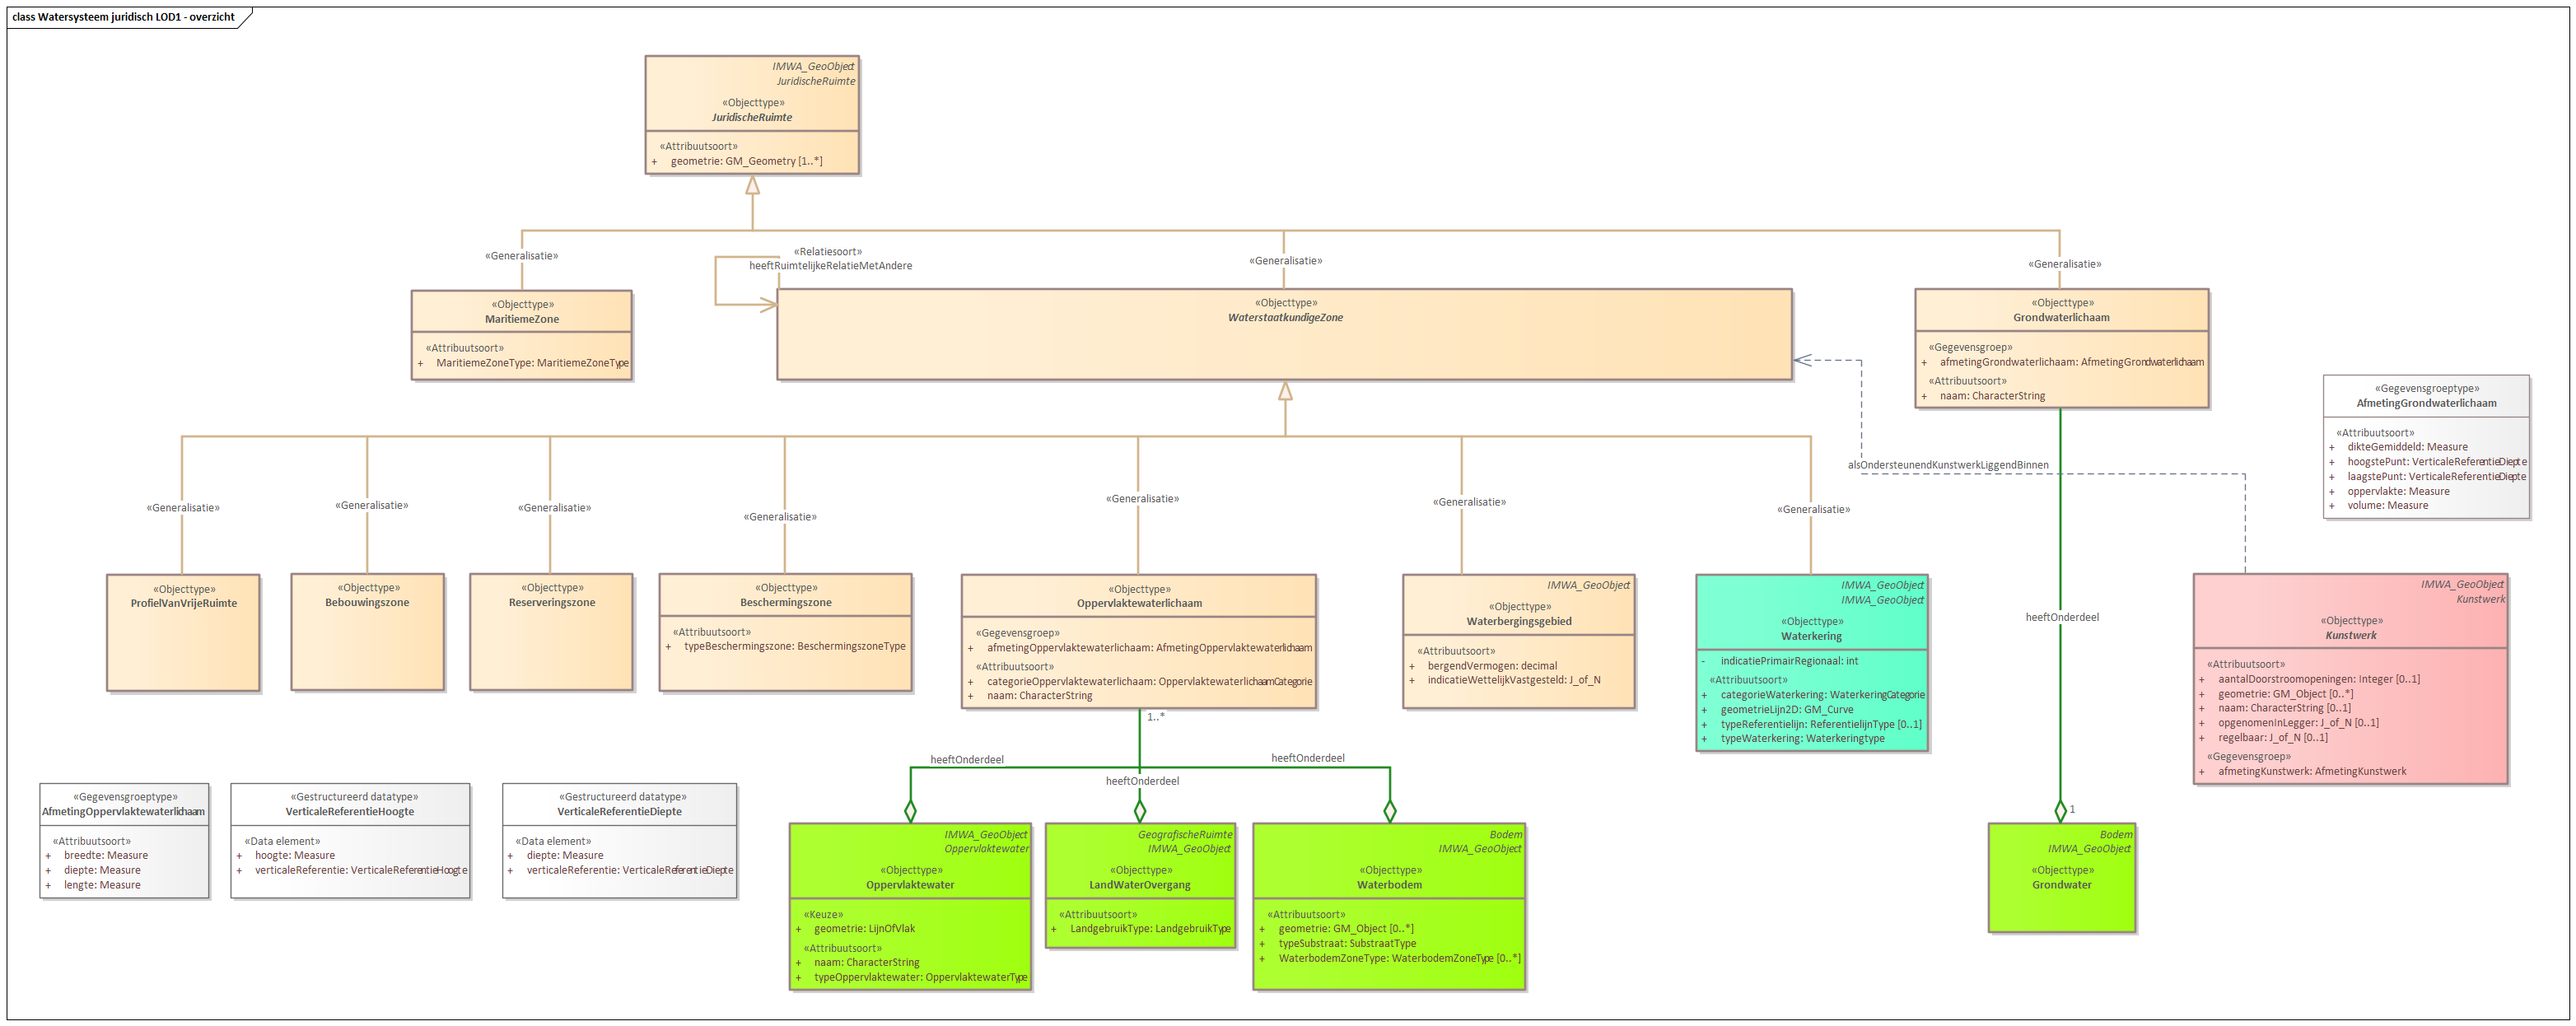 class Watersysteem juridisch LOD1 - overzicht
IMWA_GeoObject
JuridischeRuimte
«Objecttype»
JuridischeRuimte
«Attribuutsoort»
+ geometrie: GM_Geometry [1..*]
«Generalisatie»
«Relatiesoort»
heeftRuimtelijkeRelatieMetAndere
«Generalisatie»
«Generalisatie»
«Objecttype»
MaritiemeZone
«Attribuutsoort»
+ MaritiemeZoneType: MaritiemeZoneType
«Objecttype»
WaterstaatkundigeZone
«Objecttype»
Grondwaterlichaam
«Gegevensgroep»
+ afmetingGrondwaterlichaam: AfmetingGrondwaterlichaam
«Attribuutsoort»
+ naam: CharacterString
«Gegevensgroeptype»
AfmetingGrondwaterlichaam
«Attribuutsoort»
+ dikteGemiddeld: Measure
+ hoogstePunt: VerticaleReferentieDiepte
+ laagstePunt: VerticaleReferentieDiepte
+ oppervlakte: Measure
+ volume: Measure
alsOndersteunendKunstwerkLiggendBinnen
«Generalisatie»
«Generalisatie»
«Generalisatie»
«Generalisatie»
«Generalisatie»
«Generalisatie»
«Generalisatie»
«Objecttype»
ProfielVanVrijeRuimte
«Objecttype»
Bebouwingszone
«Objecttype»
Reserveringszone
«Objecttype»
Beschermingszone
«Attribuutsoort»
+ typeBeschermingszone: BeschermingszoneType
«Objecttype»
Oppervlaktewaterlichaam
«Gegevensgroep»
+ afmetingOppervlaktewaterlichaam: AfmetingOppervlaktewaterlichaam
«Attribuutsoort»
+ categorieOppervlaktewaterlichaam: OppervlaktewaterlichaamCategorie
+ naam: CharacterString
IMWA_GeoObject
«Objecttype»
Waterbergingsgebied
«Attribuutsoort»
+ bergendVermogen: decimal
+ indicatieWettelijkVastgesteld: J_of_N
IMWA_GeoObject
IMWA_GeoObject
«Objecttype»
Waterkering
- indicatiePrimairRegionaal: int
«Attribuutsoort»
+ categorieWaterkering: WaterkeringCategorie
+ geometrieLijn2D: GM_Curve
+ typeReferentielijn: ReferentielijnType [0..1]
+ typeWaterkering: Waterkeringtype
heeftOnderdeel
IMWA_GeoObject
Kunstwerk
«Objecttype»
Kunstwerk
«Attribuutsoort»
+ aantalDoorstroomopeningen: Integer [0..1]
+ geometrie: GM_Object [0..*]
+ naam: CharacterString [0..1]
+ opgenomenInLegger: J_of_N [0..1]
+ regelbaar: J_of_N [0..1]
«Gegevensgroep»
+ afmetingKunstwerk: AfmetingKunstwerk
1..*
heeftOnderdeel
heeftOnderdeel
heeftOnderdeel
«Gegevensgroeptype»
AfmetingOppervlaktewaterlichaam
«Attribuutsoort»
+ breedte: Measure
+ diepte: Measure
+ lengte: Measure
«Gestructureerd datatype»
VerticaleReferentieHoogte
«Data element»
+ hoogte: Measure
+ verticaleReferentie: VerticaleReferentieHoogte
«Gestructureerd datatype»
VerticaleReferentieDiepte
«Data element»
+ diepte: Measure
+ verticaleReferentie: VerticaleReferentieDiepte
IMWA_GeoObject
Oppervlaktewater
«Objecttype»
Oppervlaktewater
«Keuze»
+ geometrie: LijnOfVlak
«Attribuutsoort»
+ naam: CharacterString
+ typeOppervlaktewater: OppervlaktewaterType
GeografischeRuimte
IMWA_GeoObject
«Objecttype»
LandWaterOvergang
«Attribuutsoort»
+ LandgebruikType: LandgebruikType
Bodem
IMWA_GeoObject
«Objecttype»
Waterbodem
«Attribuutsoort»
+ geometrie: GM_Object [0..*]
+ typeSubstraat: SubstraatType
+ WaterbodemZoneType: WaterbodemZoneType [0..*]
1
Bodem
IMWA_GeoObject
«Objecttype»
Grondwater